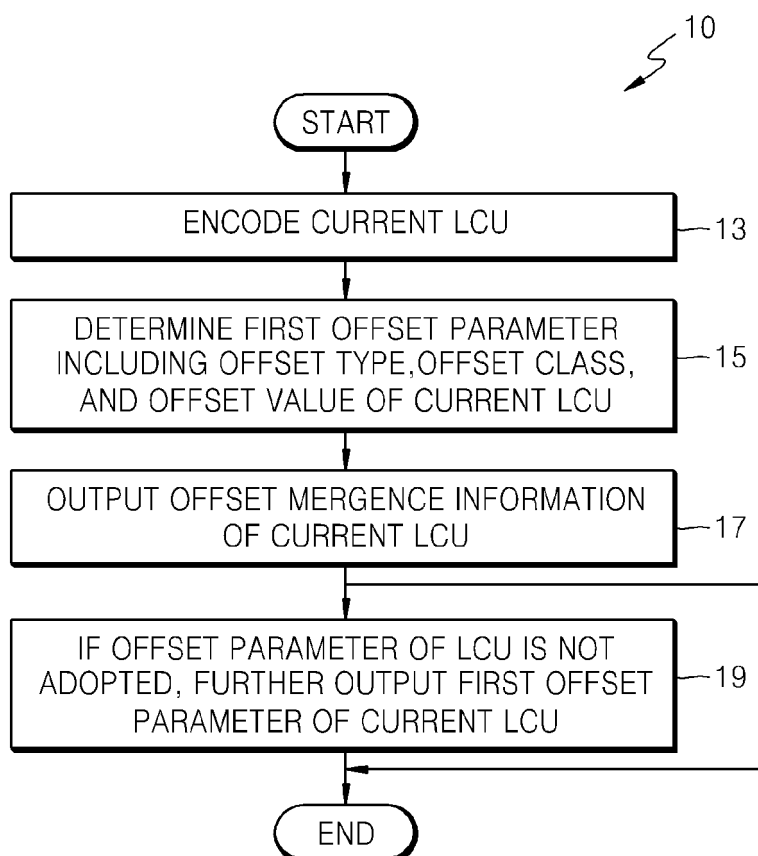 10
START
ENCODE CURRENT LCU
13
DETERMINE FIRST OFFSET PARAMETER
INCLUDING OFFSET TYPE,OFFSET CLASS,
AND OFFSET VALUE OF CURRENT LCU
15
OUTPUT OFFSET MERGENCE INFORMATION
OF CURRENT LCU
17
IF OFFSET PARAMETER OF LCU IS NOT
ADOPTED, FURTHER OUTPUT FIRST OFFSET
PARAMETER OF CURRENT LCU
19
END